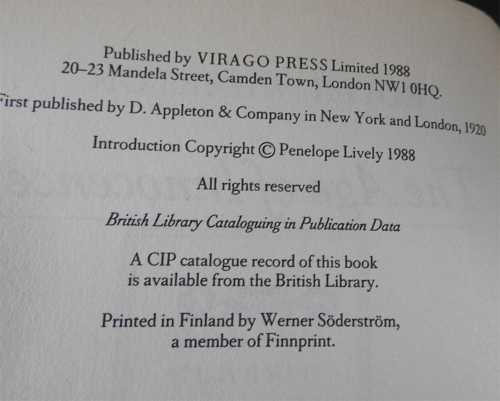 Published by VIRAGO PRESS Limited 1988
20–23 Mandela Street, Camden Town, London NW1 0HQ.
First published by D. Appleton & Company in New York and London, 1920
Introduction Copyright © Penelope Lively 1988
All rights reserved
British Library Cataloguing in Publication Data
A CIP catalogue record of this book
is available from the British Library.
Printed in Finland by Werner Söderström,
a member of Finnprint.